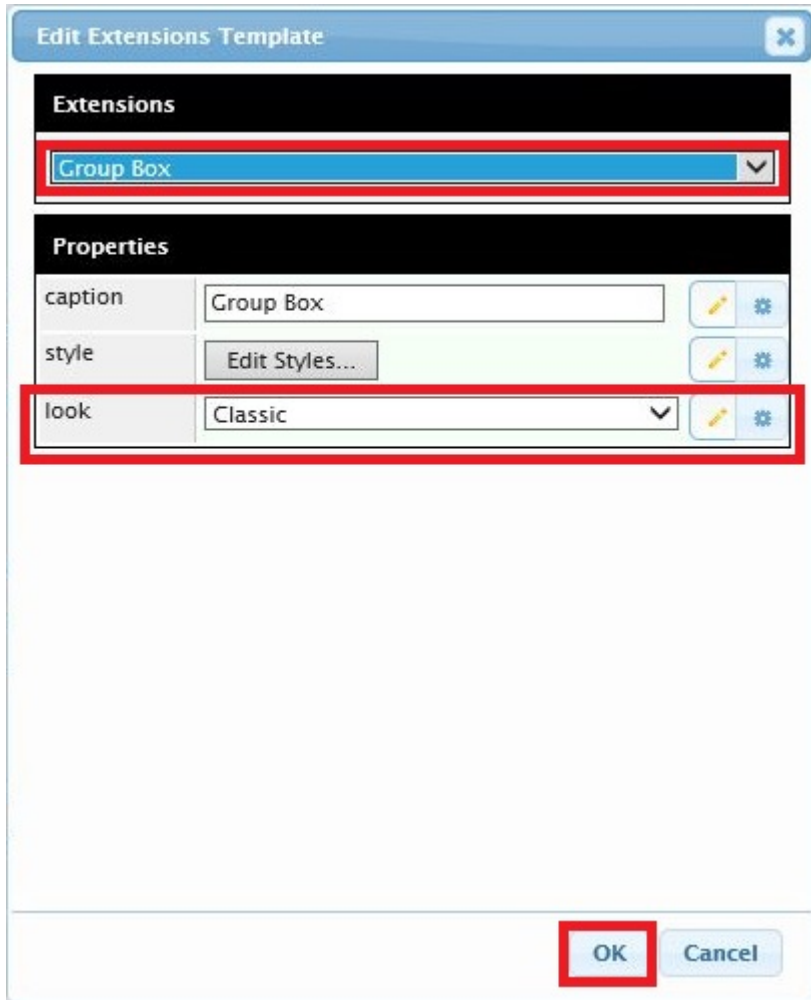 Edit Extensions Template
Extensions
Group Box
Properties
caption Group Box
style Edit Styles...
look Classic
OK Cancel